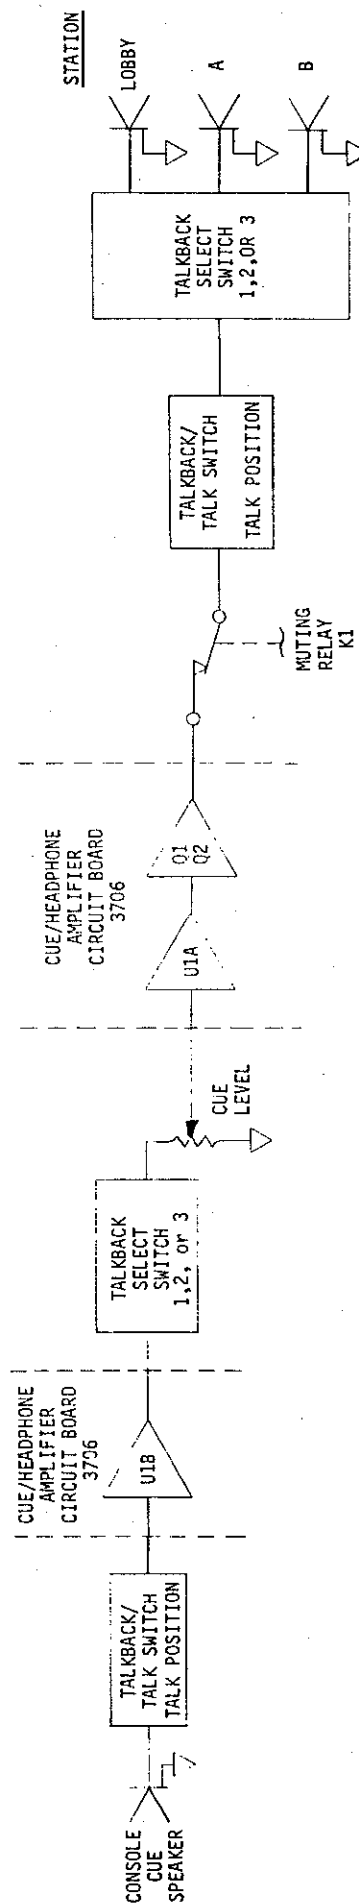 CONSOLE
CUE
SPEAKER
TALKBACK/
TALK SWITCH
TALK POSITION
CUE/HEADPHONE
AMPLIFIER
CIRCUIT BOARD
3706
U1B
TALKBACK
SELECT
SWITCH
1,2, or 3
CUE
LEVEL
CUE/HEADPHONE
AMPLIFIER
CIRCUIT BOARD
3706
U1A
Q1
Q2
MUTING
RELAY
K1
TALKBACK/
TALK SWITCH
TALK POSITION
TALKBACK
SELECT
SWITCH
1,2,OR 3
STATION
LOBBY
A
B